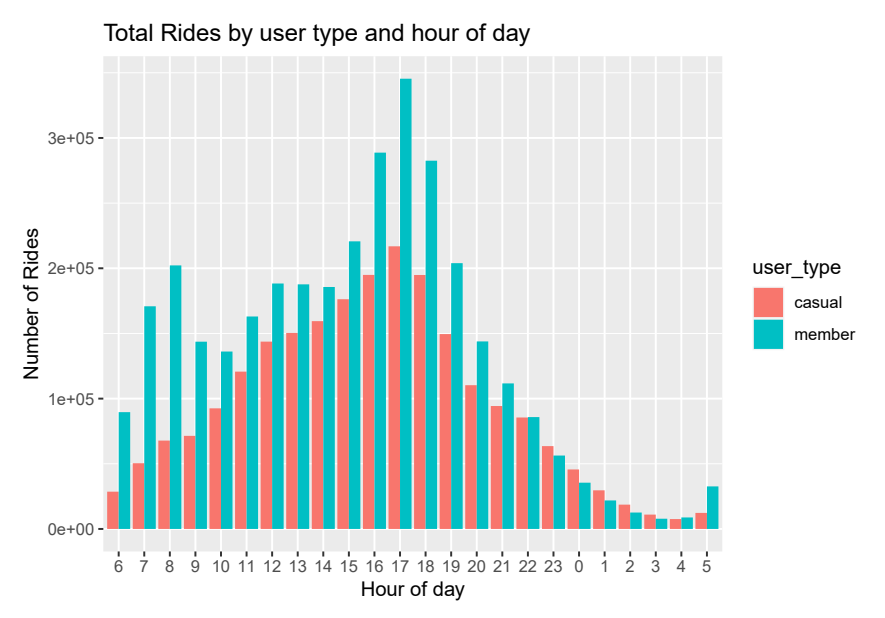 Total Rides by user type and hour of day
Number of Rides
3e+05
2e+05
1e+05
0e+00
6 7 8 9 10 11 12 13 14 15 16 17 18 19 20 21 22 23 0 1 2 3 4 5
Hour of day
user_type
casual
member